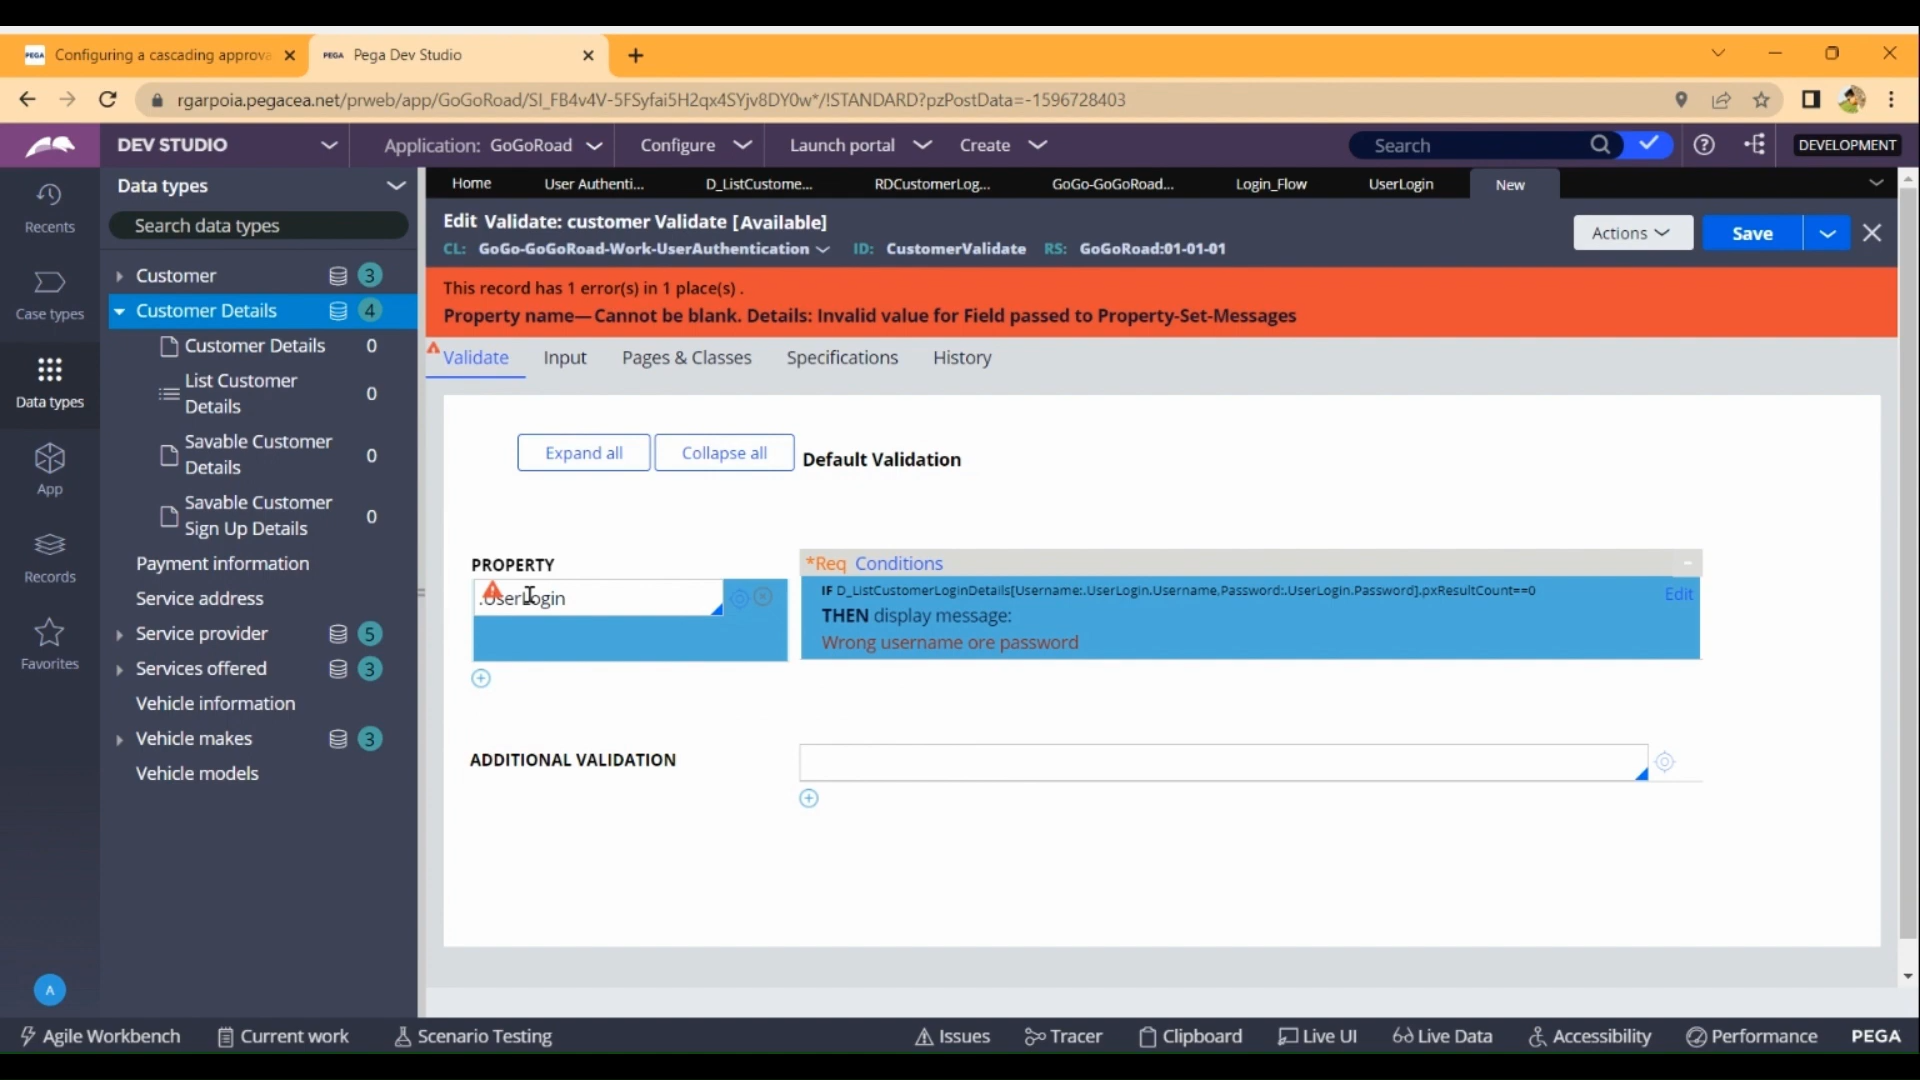 PEGA Configuring a cascading approva
PEGA Pega Dev Studio
rgarpoia.pegacea.net/prweb/app/GoGoRoad/SI_FB4v4V-5FSyfai5H2qx4SYjv8DY0w*/!STANDARD?pzPostData=-1596728403
DEV STUDIO
Application: GoGoRoad
Configure
Launch portal
Create
Search
DEVELOPMENT
Recents
Case types
Data types
App
Records
Favorites
A
Data types
Search data types
Customer 3
Customer Details 4
Customer Details 0
List Customer
Details 0
Savable Customer
Details 0
Savable Customer
Sign Up Details 0
Payment information
Service address
Service provider 5
Services offered 3
Vehicle information
Vehicle makes 3
Vehicle models
Home
User Authenti...
D_ListCustome...
RDCustomerLog...
GoGo-GoGoRoad...
Login_Flow
UserLogin
New
Edit Validate: customer Validate [Available]
CL: GoGo-GoGoRoad-Work-UserAuthentication ID: CustomerValidate RS: GoGoRoad:01-01-01
Actions
Save
This record has 1 error(s) in 1 place(s) .
Property name—Cannot be blank. Details: Invalid value for Field passed to Property-Set-Messages
Validate
Input
Pages & Classes
Specifications
History
Expand all
Collapse all
Default Validation
PROPERTY
.UserLogin
*Req Conditions
IF D_ListCustomerLoginDetails[Username:.UserLogin.Username,Password:.UserLogin.Password].pxResultCount==0
Edit
THEN display message:
Wrong username ore password
ADDITIONAL VALIDATION
Agile Workbench
Current work
Scenario Testing
Issues
Tracer
Clipboard
Live UI
Live Data
Accessibility
Performance
PEGA